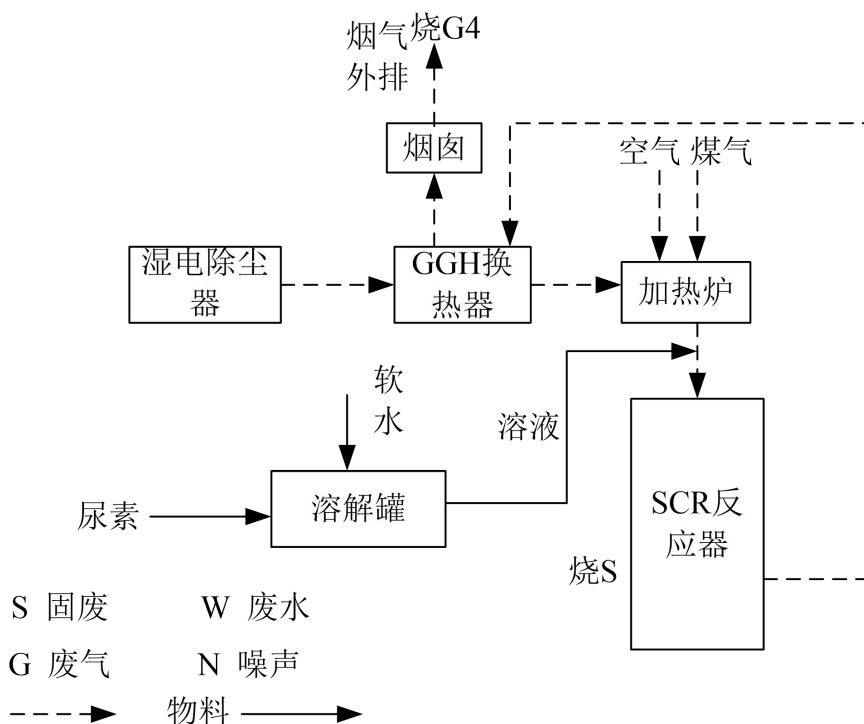 烟气烧G4
外排
烟囱
空气 煤气
湿电除尘
器
GGH换
热器
加热炉
软
水
溶液
尿素
溶解罐
SCR反
应器
烧S
S 固废
W 废水
G 废气
N 噪声
物料